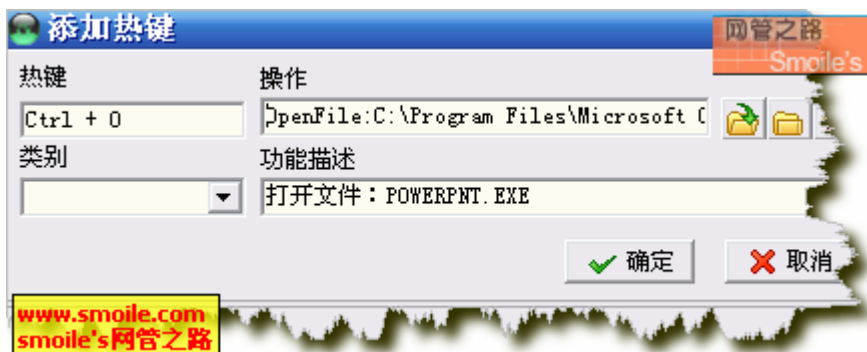 添加热键
网管之路
Smoile's
热键
操作
Ctrl + O
OpenFile:C:\Program Files\Microsoft
类别
功能描述
打开文件：POWERPNT.EXE
确定
取消
www.smoile.com
smoile's网管之路